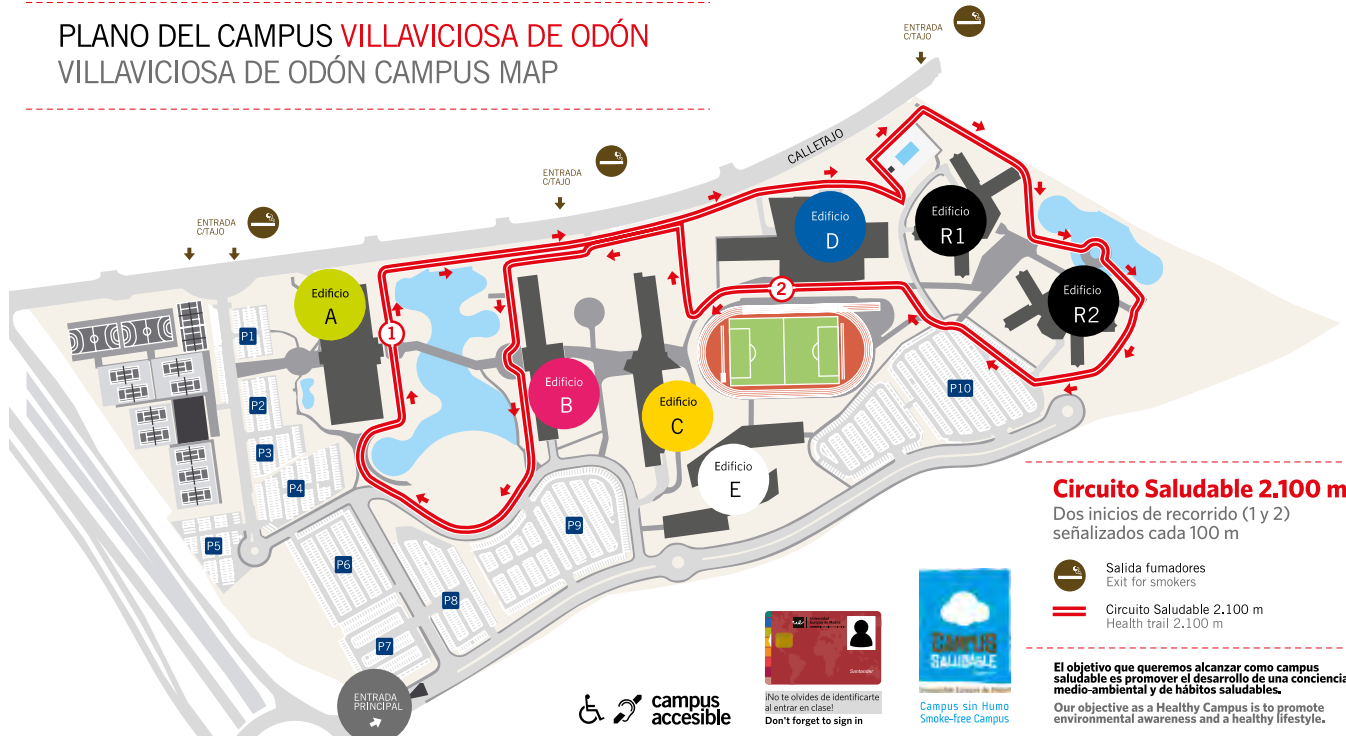 PLANO DEL CAMPUS VILLAVICIOSA DE ODÓN
VILLAVICIOSA DE ODÓN CAMPUS MAP
ENTRADA
C/TAJO
ENTRADA
C/TAJO
ENTRADA
C/TAJO
CALLETAJO
Edificio
A
Edificio
B
Edificio
C
Edificio
D
Edificio
E
Edificio
R1
Edificio
R2
1
2
P1
P2
P3
P4
P5
P6
P7
P8
P9
P10
ENTRADA
PRINCIPAL
Circuito Saludable 2.100 m
Dos inicios de recorrido (1 y 2)
señalizados cada 100 m
Salida fumadores
Exit for smokers
Circuito Saludable 2.100 m
Health trail 2.100 m
El objetivo que queremos alcanzar como campus
saludable es promover el desarrollo de una conciencia
medio-ambiental y de hábitos saludables.
Our objective as a Healthy Campus is to promote
environmental awareness and a healthy lifestyle.
campus
accesible
Santander
¡No te olvides de identificarte
al entrar en clase!
Don't forget to sign in
CAMPUS
SALUDABLE
Campus sin Humo
Smoke-free Campus